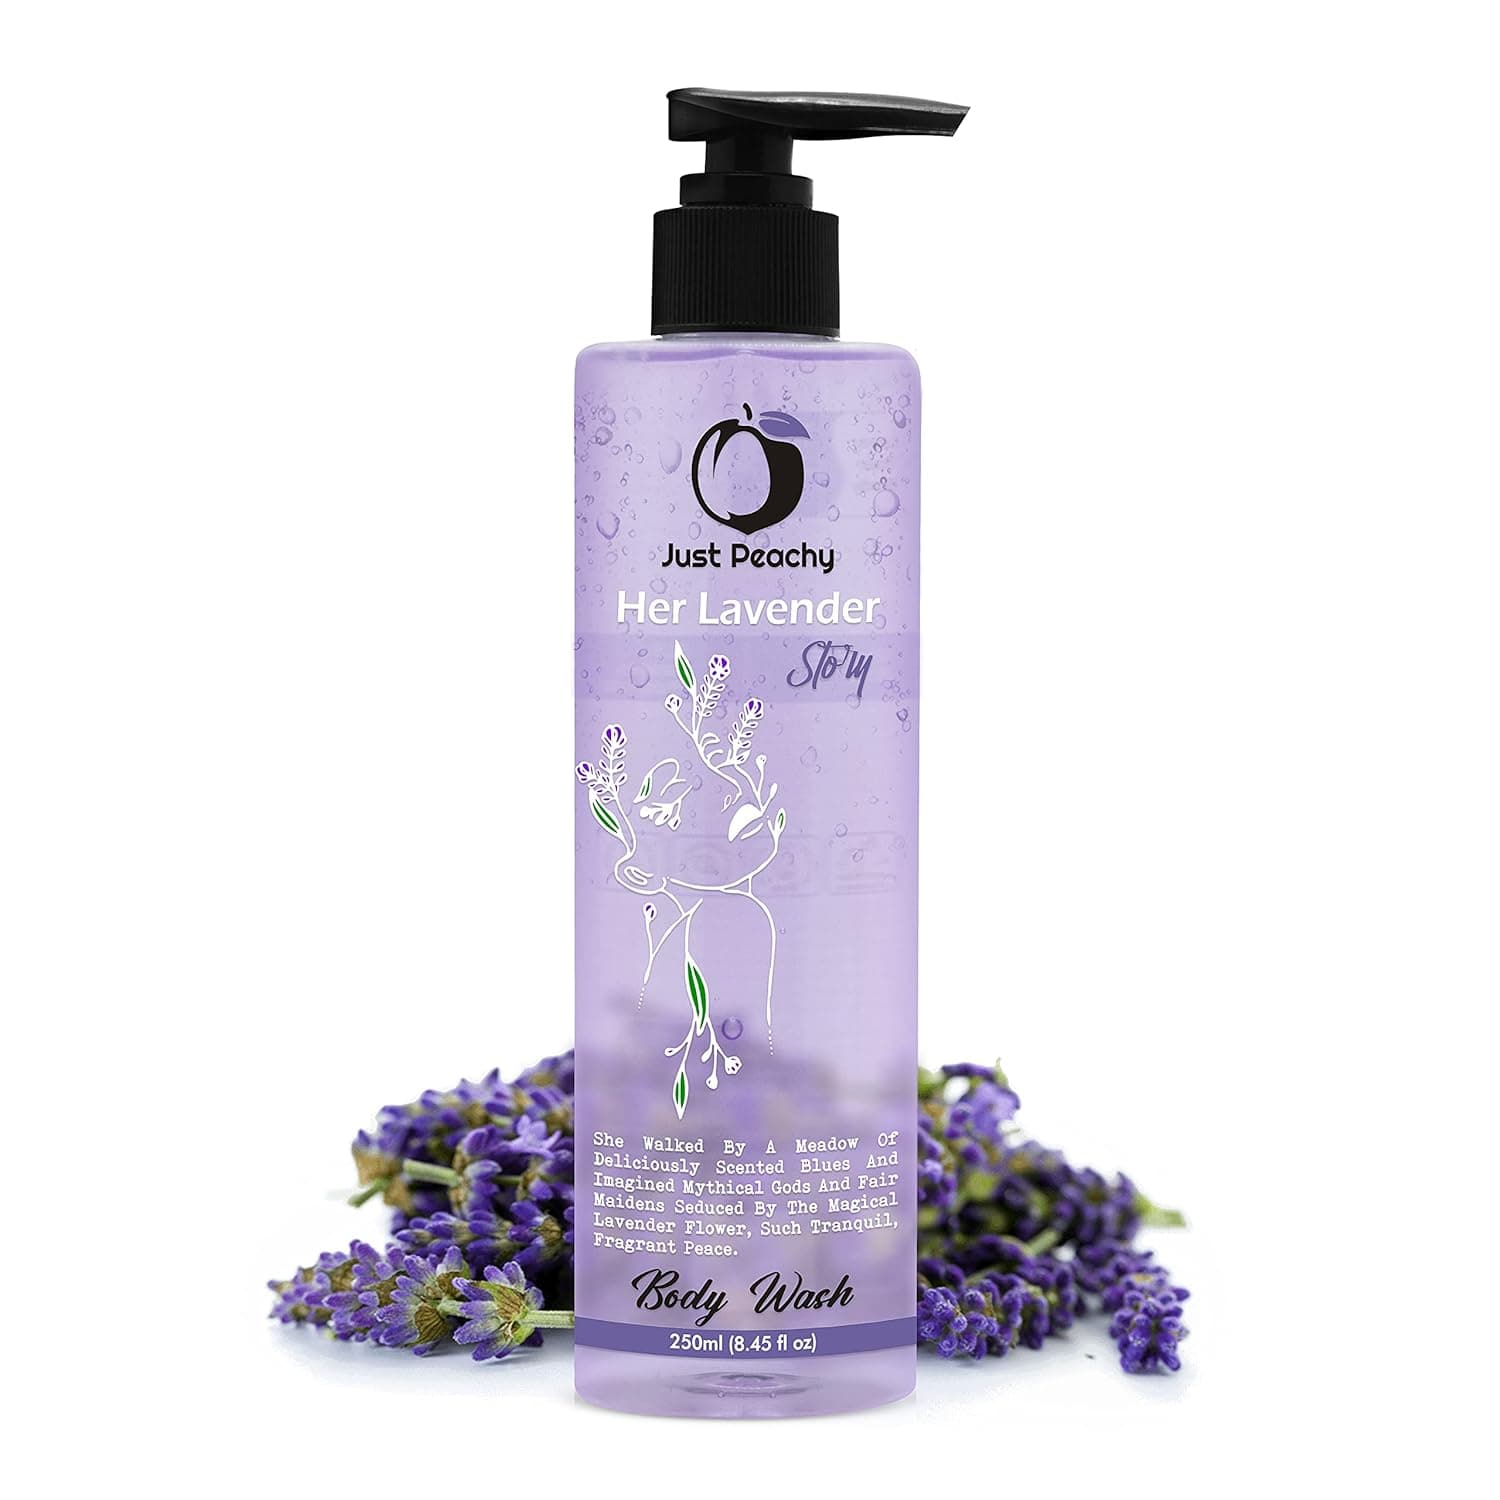 Just Peachy
Her Lavender
Story
She Walked By A Meadow Of
Deliciously Scented Blues And
Imagined Mythical Gods And Fair
Maidens Seduced By The Magical
Lavender Flower, Such Tranquil,
Fragrant Peace.
Body Wash
250ml (8.45 fl oz)